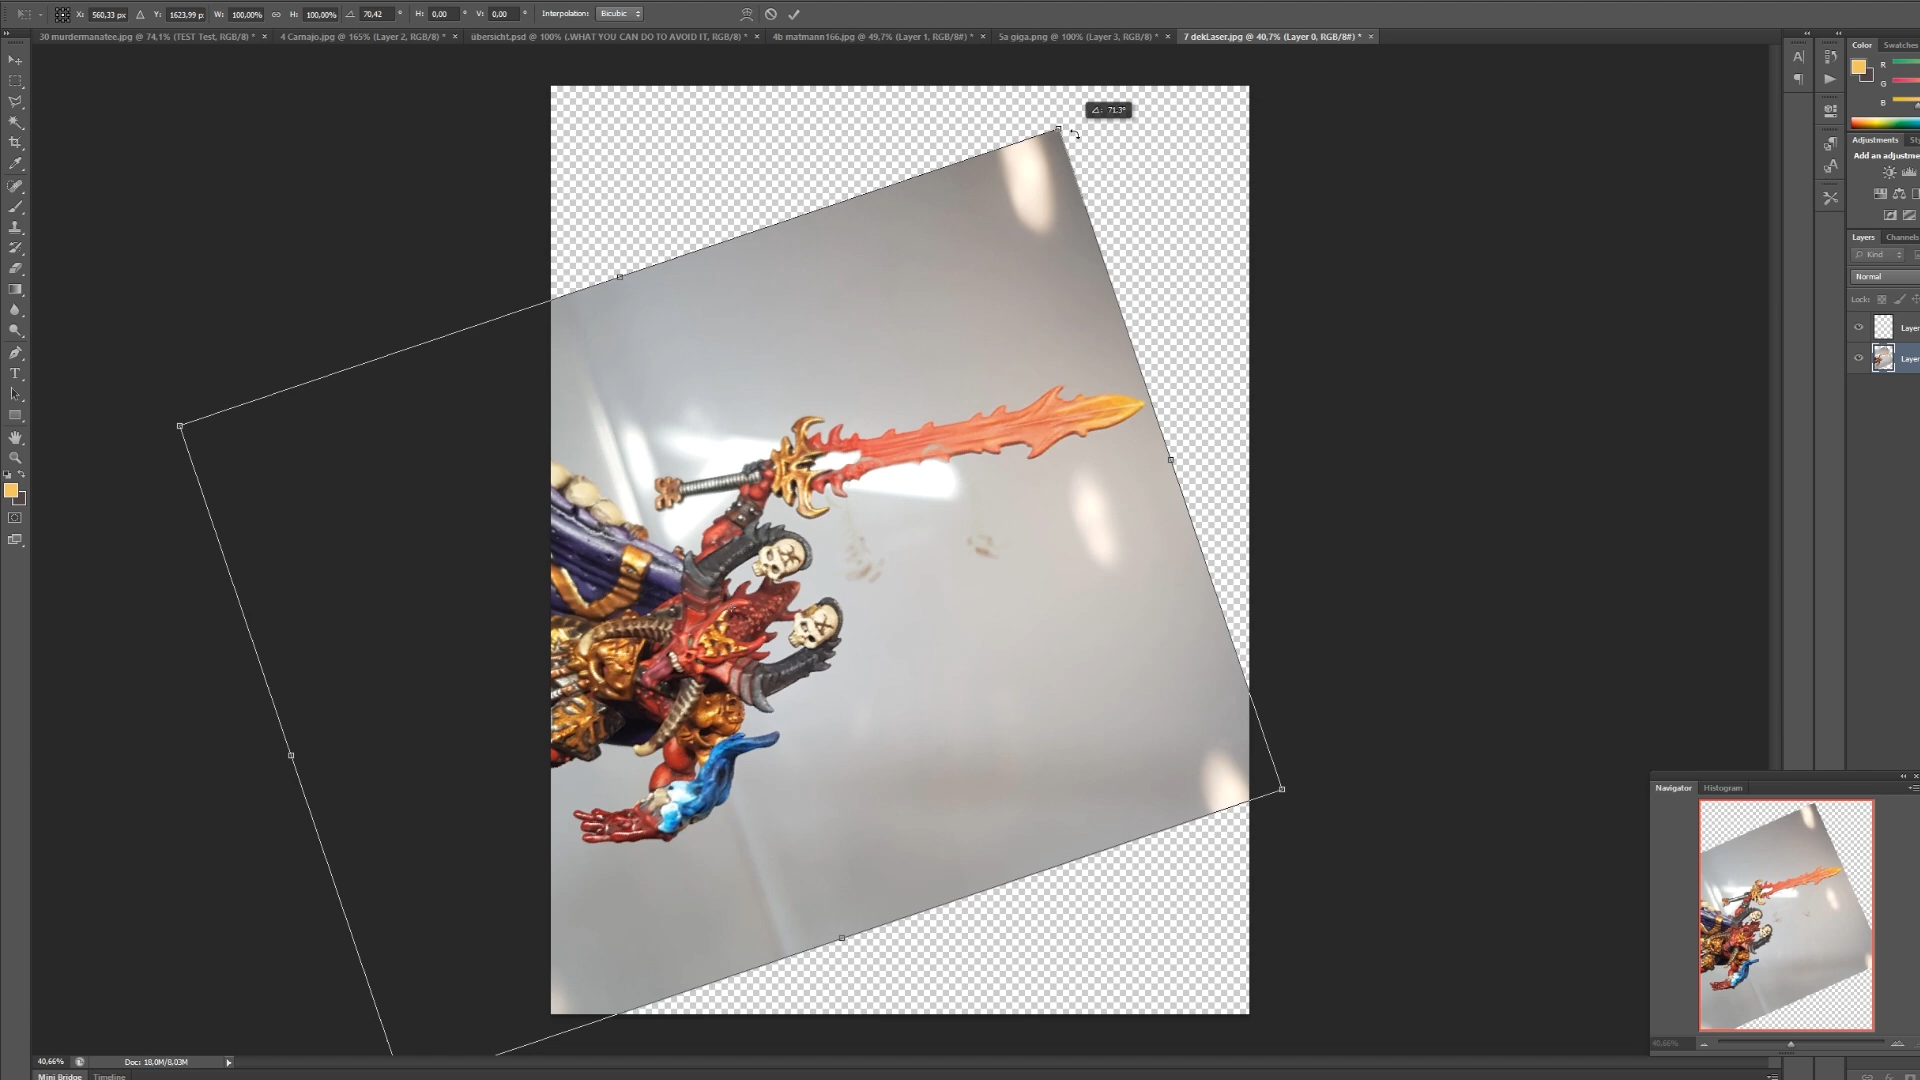 X: 560,33 px Y: 1623,99 p: W: 100,00% H: 100,00% 70,42 ° H: 0,00 ° V: 0,00 ° Interpolation: Bicubic
30 murdermanatee.jpg @ 74,1% (TEST Test, RGB/8) * × 4 Camajo.jpg @ 165% (Layer 2, RGB/8) * × übersicht.psd @ 100% (.WHAT YOU CAN DO TO AVOID IT, RGB/8) * × 4b matmann166.jpg @ 49,7% (Layer 1, RGB/8#) * × 5a giga.png @ 100% (Layer 3, RGB/8) * × 7 dekLaser.jpg @ 40,7% (Layer 0, RGB/8#) * ×
Color Swatches
R
G
B
71,3°
Adjustments
Add an adjustme
Layers Channels
Kind
Normal
Lock:
Layer
Layer
Navigator Histogram
40,66%
40,66% Doc: 18,0M/8,03M
Mini Bridge Timeline